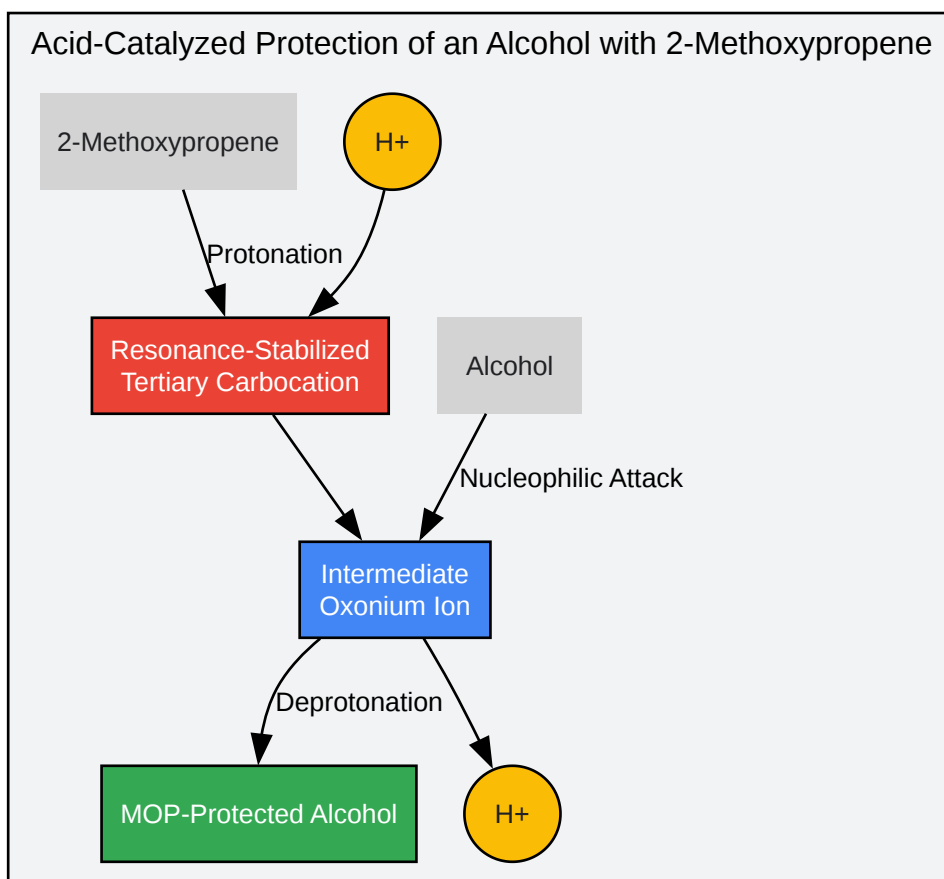 Acid-Catalyzed Protection of an Alcohol with 2-Methoxypropene
2-Methoxypropene
H+
Protonation
Resonance-Stabilized
Tertiary Carbocation
Alcohol
Nucleophilic Attack
Intermediate
Oxonium Ion
Deprotonation
MOP-Protected Alcohol
H+